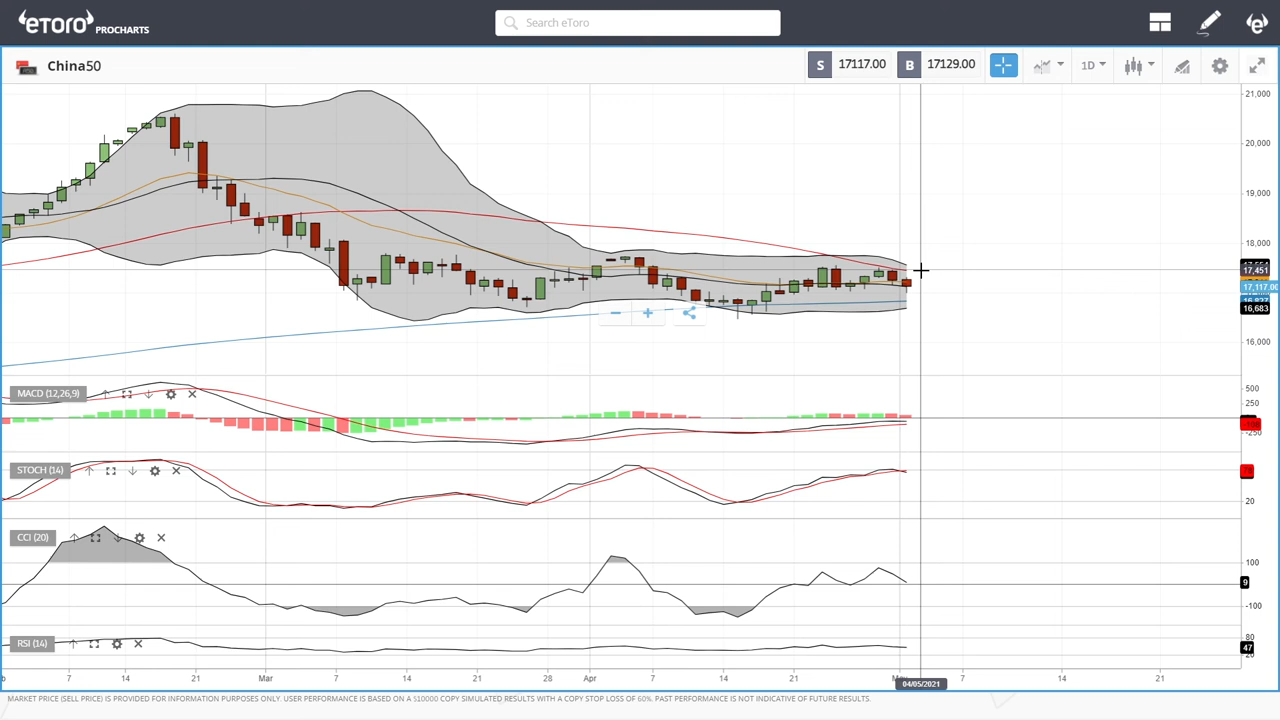 eToro PROCHARTS
Search eToro
China50
S 17117.00 B 17129.00
1D
21,000
20,000
19,000
18,000
17,451
17,117.00
16,683
16,000
MACD (12,26,9)
500
250
-108
-250
STOCH (14)
20
CCI (20)
100
9
-100
RSI (14)
80
47
20
7 14 21 Mar 7 14 21 28 Apr 7 14 21 7 14 21
04/05/2021
MARKET PRICE (SELL PRICE) IS PROVIDED FOR INFORMATION PURPOSES ONLY. USER PERFORMANCE IS BASED ON A $10000 COPY SIMULATED RESULTS WITH A COPY STOP LOSS OF 60%. PAST PERFORMANCE IS NOT INDICATIVE OF FUTURE RESULTS.